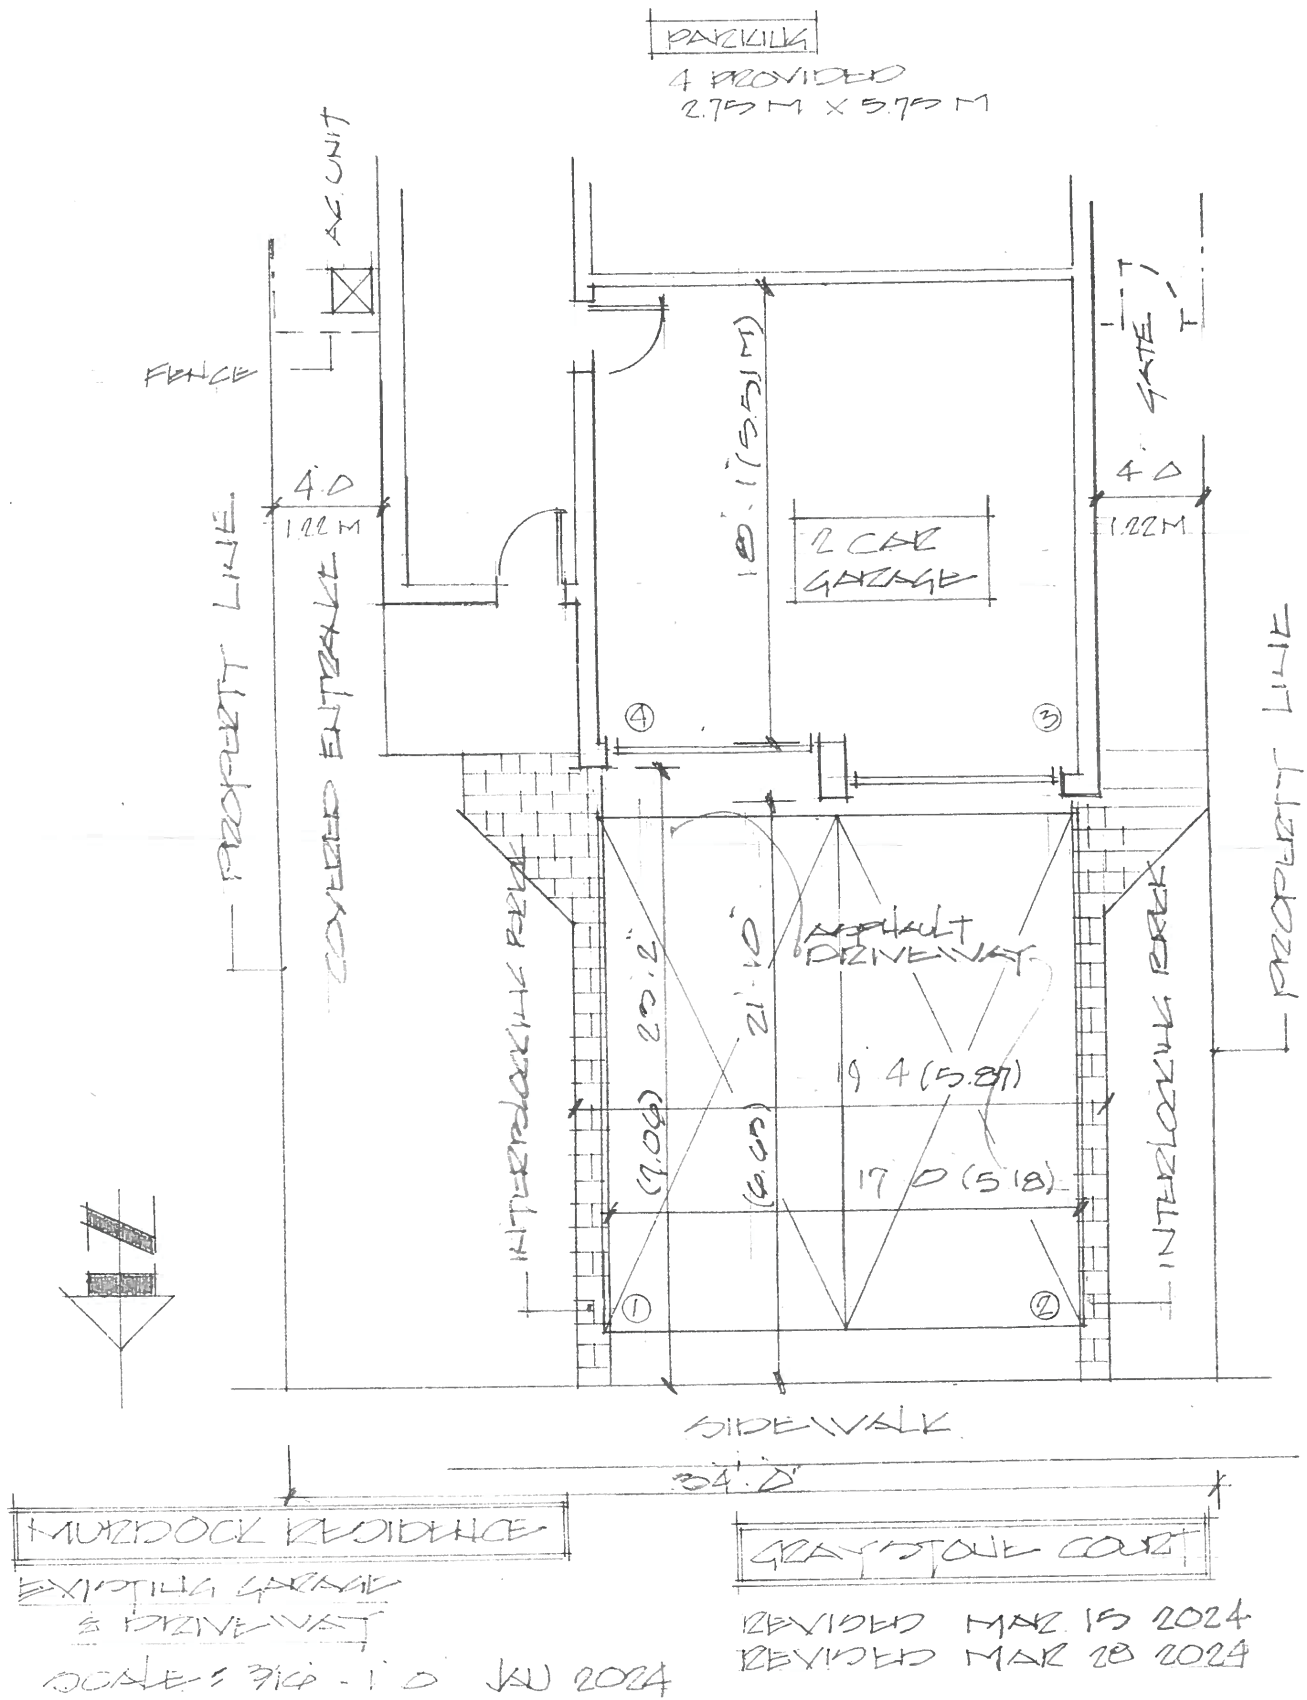 PARKING
4 PROVIDED
2.75 M X 5.75 M
A.C. UNIT
FENCE
GATE
4'.0
1.22 M
4'.0
1.22 M
18'.1" (5.51 M)
2 CAR
GARAGE
PROPERTY LINE
COVERED ENTRANCE
PROPERTY LINE
4
3
INTERLOCKING BRICK
23'.2"
(7.06)
21'.10"
(6.65)
ASPHAULT
DRIVEWAY
19 4 (5.87)
17 0 (5.18)
INTERLOCKING BRICK
1
2
N
SIDEWALK
34'.0"
MURDOCK RESIDENCE
EXISTING GARAGE
& DRIVEWAY
SCALE: 3/16 - 1 0 JAN 2024
GRAYSTONE COURT
REVISED MAR 15 2024
REVISED MAR 28 2024